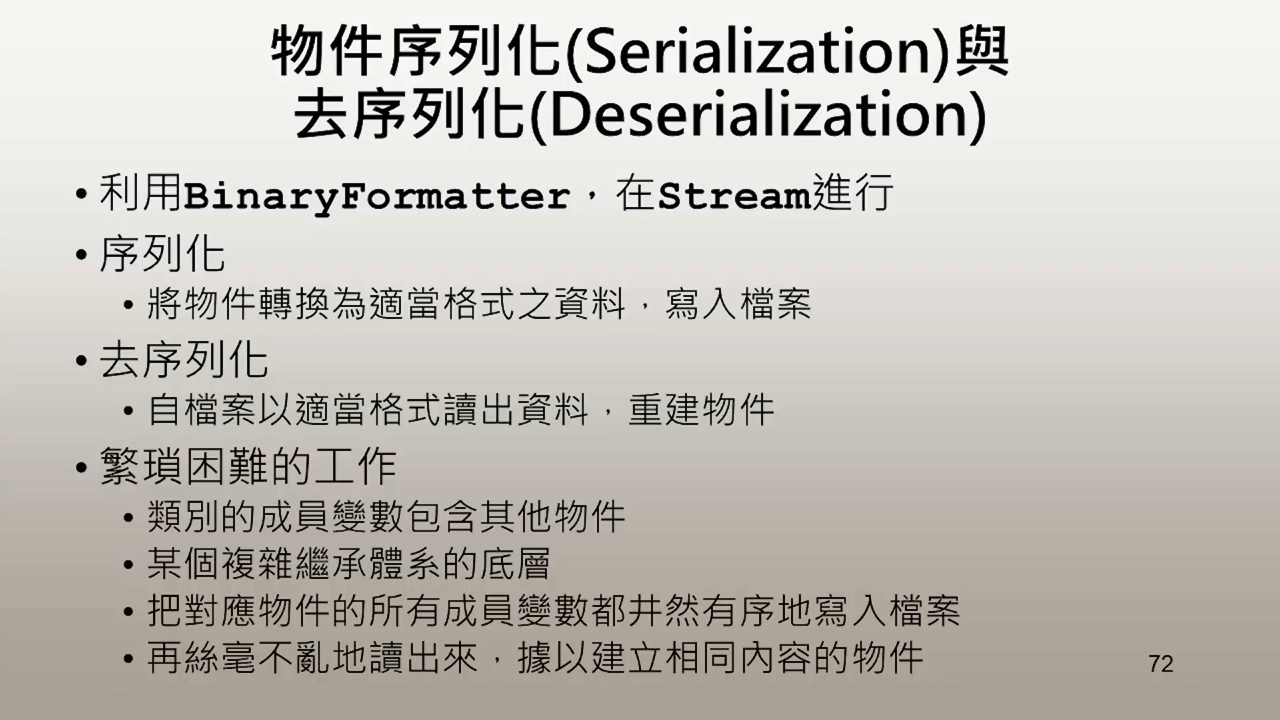 物件序列化(Serialization)與
去序列化(Deserialization)
• 利用BinaryFormatter，在Stream進行
• 序列化
• 將物件轉換為適當格式之資料，寫入檔案
• 去序列化
• 自檔案以適當格式讀出資料，重建物件
• 繁瑣困難的工作
• 類別的成員變數包含其他物件
• 某個複雜繼承體系的底層
• 把對應物件的所有成員變數都井然有序地寫入檔案
• 再絲毫不亂地讀出來，據以建立相同內容的物件
72